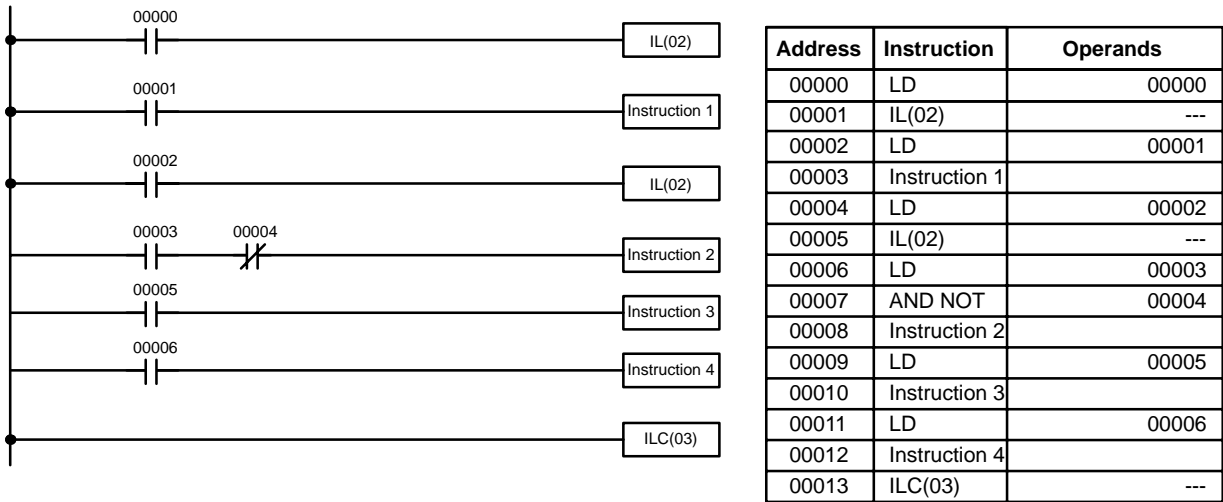 00000
IL(02)
00001
Instruction 1
00002
IL(02)
00003 00004
Instruction 2
00005
Instruction 3
00006
Instruction 4
ILC(03)
Address Instruction Operands
00000 LD 00000
00001 IL(02) ---
00002 LD 00001
00003 Instruction 1
00004 LD 00002
00005 IL(02) ---
00006 LD 00003
00007 AND NOT 00004
00008 Instruction 2
00009 LD 00005
00010 Instruction 3
00011 LD 00006
00012 Instruction 4
00013 ILC(03) ---